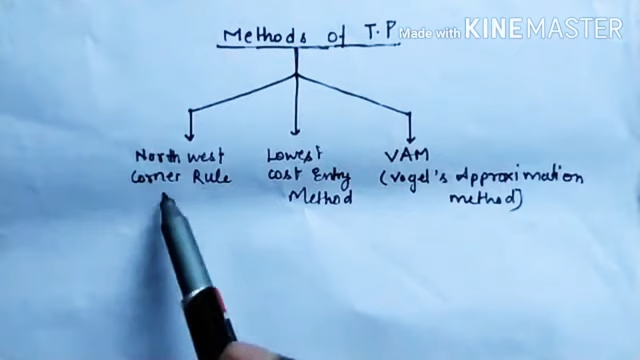 Methods of T.P
Made with KINEMASTER
North west
Corner Rule
Lowest
cost Entry
Method
VAM
(Vogel's Approximation
method)